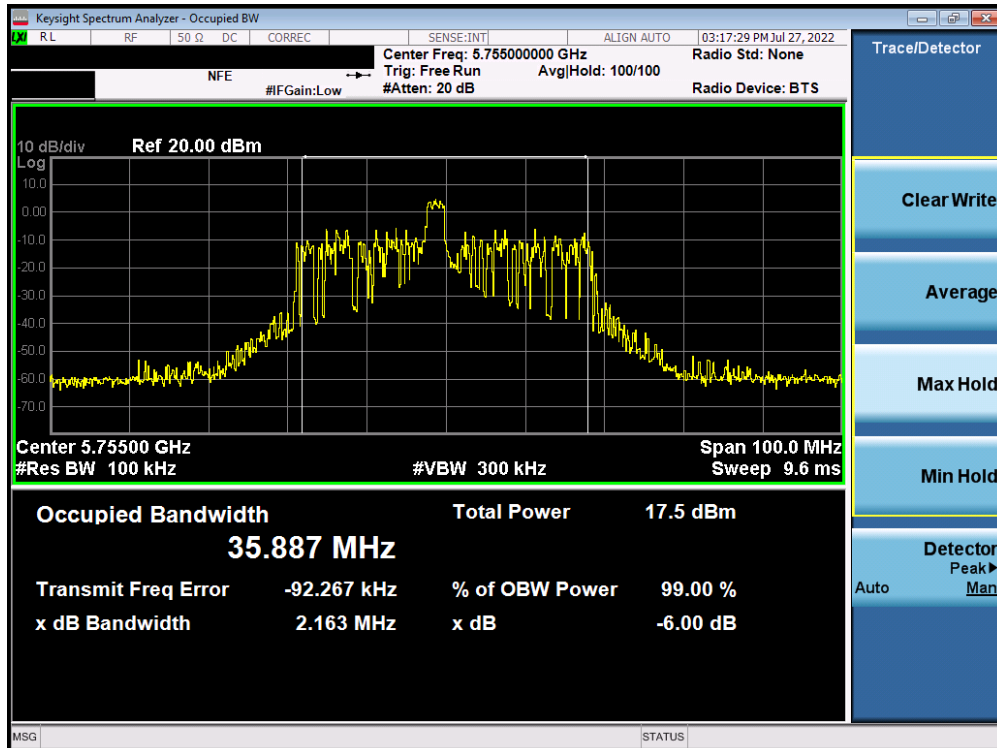 Keysight Spectrum Analyzer - Occupied BW
LXI RL RF 50 Ω DC CORREC SENSE:INT ALIGN AUTO 03:17:29 PM Jul 27, 2022
Center Freq: 5.755000000 GHz Radio Std: None
NFE Trig: Free Run Avg|Hold: 100/100
#IFGain:Low #Atten: 20 dB Radio Device: BTS
Trace/Detector
10 dB/div Ref 20.00 dBm
Log
10.0
0.00
-10.0
-20.0
-30.0
-40.0
-50.0
-60.0
-70.0
Center 5.75500 GHz Span 100.0 MHz
#Res BW 100 kHz #VBW 300 kHz Sweep 9.6 ms
Occupied Bandwidth Total Power 17.5 dBm
35.887 MHz
Transmit Freq Error -92.267 kHz % of OBW Power 99.00 %
x dB Bandwidth 2.163 MHz x dB -6.00 dB
Clear Write
Average
Max Hold
Min Hold
Detector
Peak▶
Auto Man
MSG STATUS